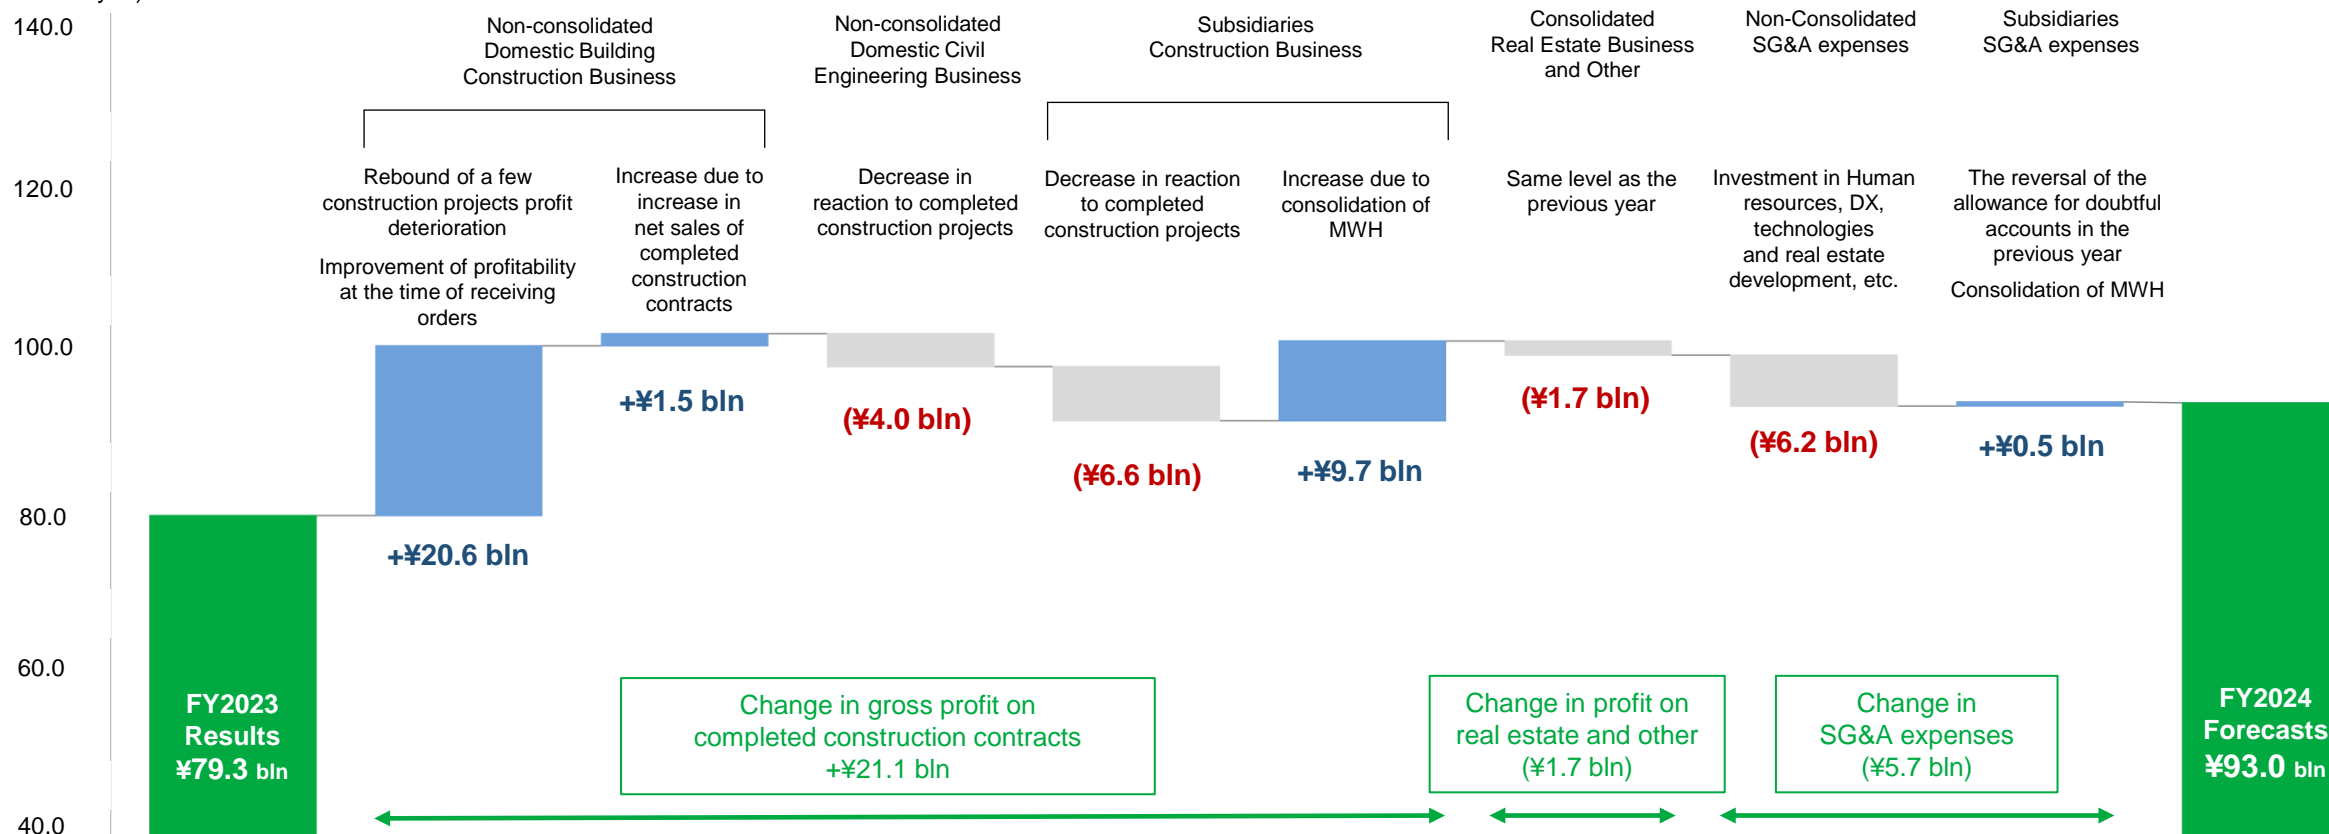 140.0
120.0
100.0
80.0
60.0
40.0
Non-consolidated
Domestic Building
Construction Business
Non-consolidated
Domestic Civil
Engineering Business
Subsidiaries
Construction Business
Consolidated
Real Estate Business
and Other
Non-Consolidated
SG&A expenses
Subsidiaries
SG&A expenses
Rebound of a few
construction projects profit
deterioration
Improvement of profitability
at the time of receiving
orders
Increase due to
increase in
net sales of
completed
construction
contracts
Decrease in
reaction to completed
construction projects
Decrease in reaction
to completed
construction projects
Increase due to
consolidation of
MWH
Same level as the
previous year
Investment in Human
resources, DX,
technologies
and real estate
development, etc.
The reversal of the
allowance for doubtful
accounts in the
previous year
Consolidation of MWH
+¥20.6 bln
+¥1.5 bln
(¥4.0 bln)
(¥6.6 bln)
+¥9.7 bln
(¥1.7 bln)
(¥6.2 bln)
+¥0.5 bln
FY2023
Results
¥79.3 bln
Change in gross profit on
completed construction contracts
+¥21.1 bln
Change in profit on
real estate and other
(¥1.7 bln)
Change in
SG&A expenses
(¥5.7 bln)
FY2024
Forecasts
¥93.0 bln